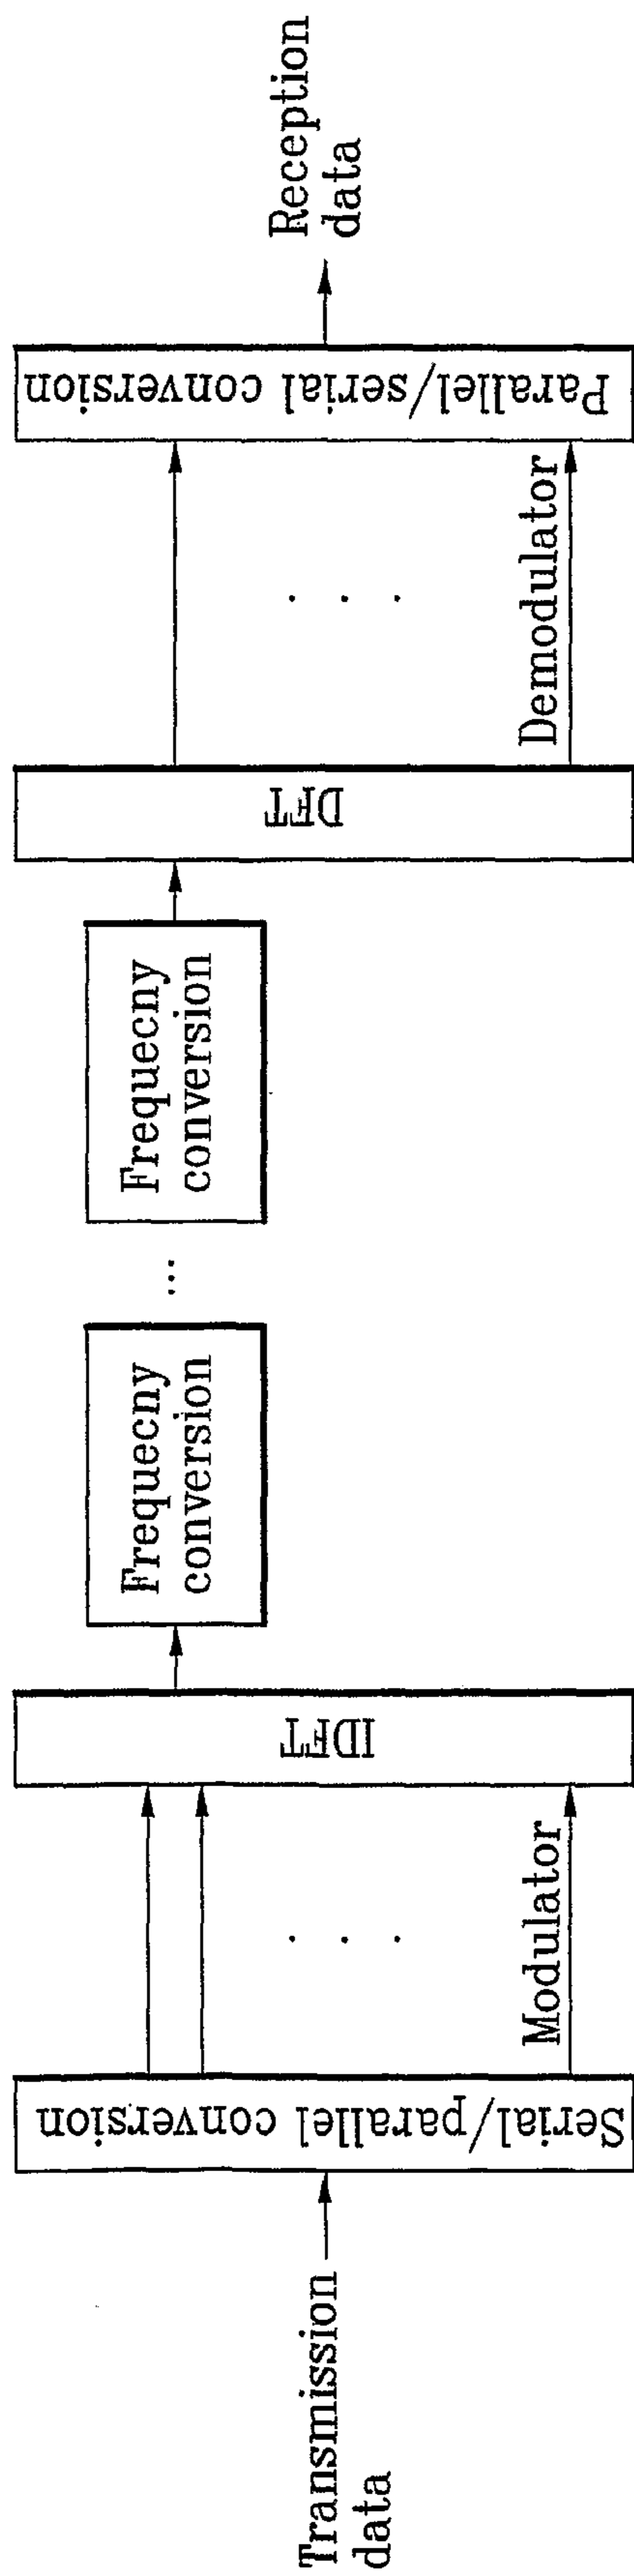 Transmission
data
Serial/parallel conversion
Modulator
IDFT
Frequecny
conversion
...
Frequecny
conversion
DFT
Demodulator
Parallel/serial conversion
Reception
data